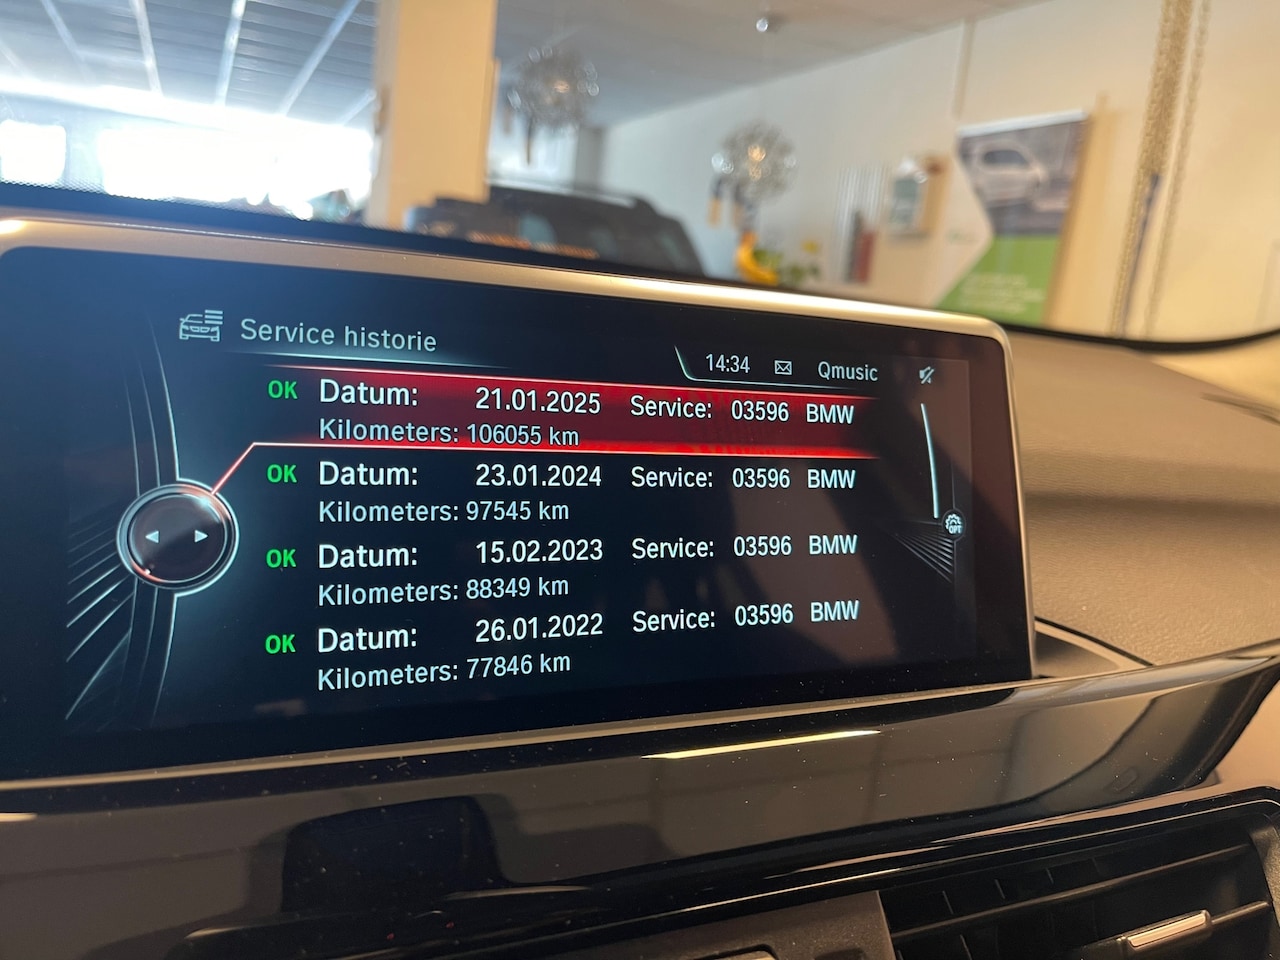 Service historie
14:34 Qmusic
OK Datum: 21.01.2025 Service: 03596 BMW
Kilometers: 106055 km
OK Datum: 23.01.2024 Service: 03596 BMW
Kilometers: 97545 km
OK Datum: 15.02.2023 Service: 03596 BMW
Kilometers: 88349 km
OK Datum: 26.01.2022 Service: 03596 BMW
Kilometers: 77846 km
OPT